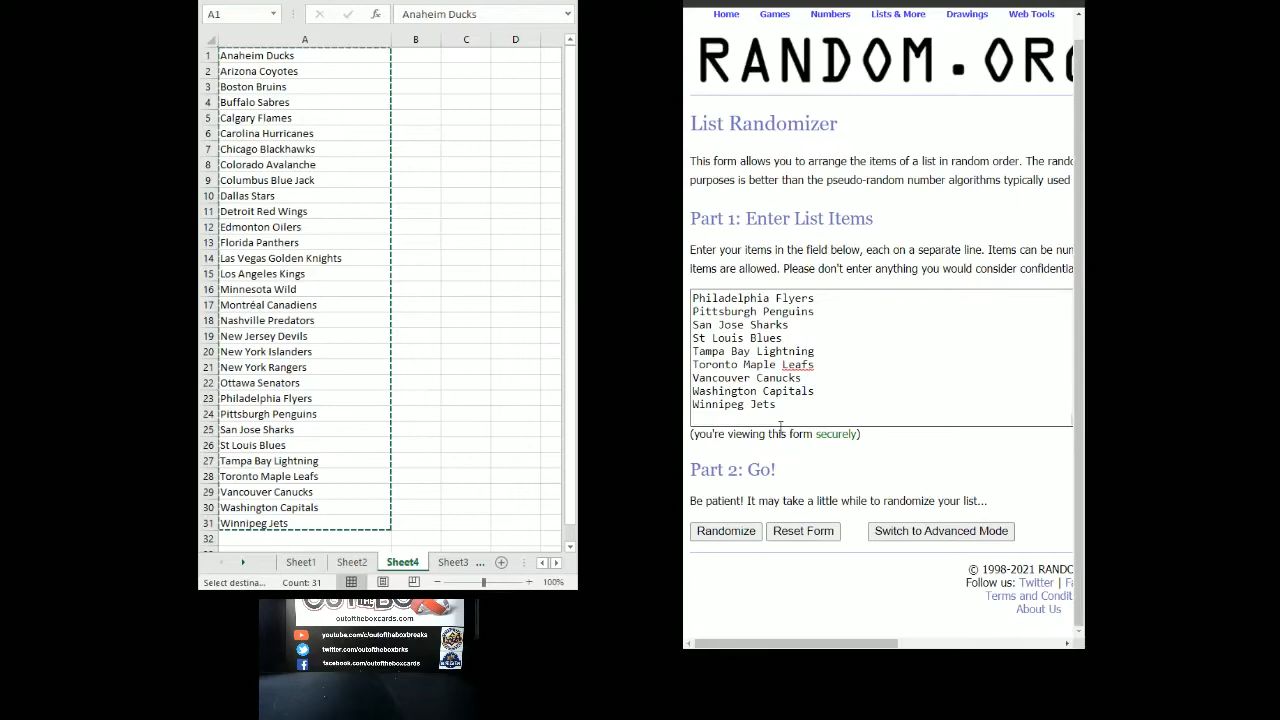 A1
Anaheim Ducks
A
B
C
D
1 Anaheim Ducks
2 Arizona Coyotes
3 Boston Bruins
4 Buffalo Sabres
5 Calgary Flames
6 Carolina Hurricanes
7 Chicago Blackhawks
8 Colorado Avalanche
9 Columbus Blue Jack
10 Dallas Stars
11 Detroit Red Wings
12 Edmonton Oilers
13 Florida Panthers
14 Las Vegas Golden Knights
15 Los Angeles Kings
16 Minnesota Wild
17 Montréal Canadiens
18 Nashville Predators
19 New Jersey Devils
20 New York Islanders
21 New York Rangers
22 Ottawa Senators
23 Philadelphia Flyers
24 Pittsburgh Penguins
25 San Jose Sharks
26 St Louis Blues
27 Tampa Bay Lightning
28 Toronto Maple Leafs
29 Vancouver Canucks
30 Washington Capitals
31 Winnipeg Jets
32
Sheet1 Sheet2 Sheet4 Sheet3 ...
Select destina... Count: 31 100%
OUTOFTHEBOX
outoftheboxcards.com
youtube.com/c/outoftheboxbreaks
twitter.com/outoftheboxbrks
facebook.com/outoftheboxcards
Home Games Numbers Lists & More Drawings Web Tools
RANDOM.ORG
List Randomizer
This form allows you to arrange the items of a list in random order. The rando
purposes is better than the pseudo-random number algorithms typically used
Part 1: Enter List Items
Enter your items in the field below, each on a separate line. Items can be num
items are allowed. Please don't enter anything you would consider confidentia
Philadelphia Flyers
Pittsburgh Penguins
San Jose Sharks
St Louis Blues
Tampa Bay Lightning
Toronto Maple Leafs
Vancouver Canucks
Washington Capitals
Winnipeg Jets
(you're viewing this form securely)
Part 2: Go!
Be patient! It may take a little while to randomize your list...
Randomize Reset Form Switch to Advanced Mode
© 1998-2021 RANDO
Follow us: Twitter | Fa
Terms and Condit
About Us